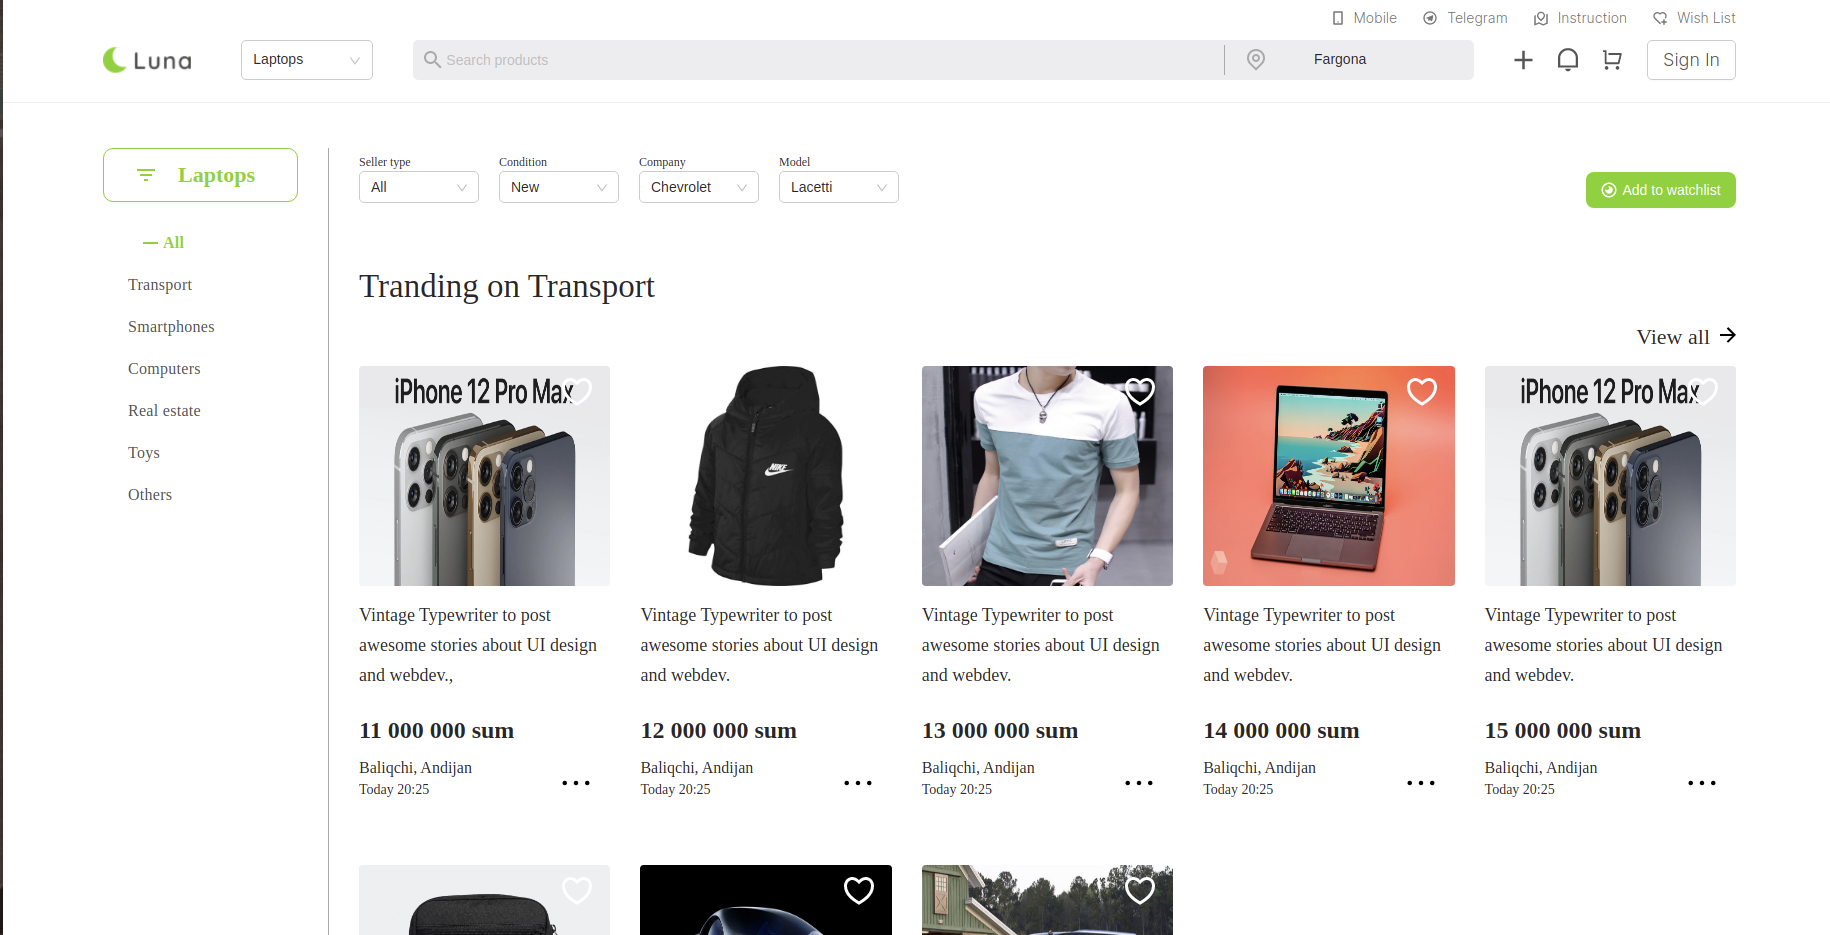 Mobile Telegram Instruction Wish List
Luna Laptops Search products Fargona Sign In
Laptops
All
Transport
Smartphones
Computers
Real estate
Toys
Others
Seller type Condition Company Model
All New Chevrolet Lacetti
Add to watchlist
Tranding on Transport
View all
iPhone 12 Pro Max
NIKE
iPhone 12 Pro Max
Vintage Typewriter to post
awesome stories about UI design
and webdev.,
11 000 000 sum
Baliqchi, Andijan
Today 20:25
Vintage Typewriter to post
awesome stories about UI design
and webdev.
12 000 000 sum
Baliqchi, Andijan
Today 20:25
Vintage Typewriter to post
awesome stories about UI design
and webdev.
13 000 000 sum
Baliqchi, Andijan
Today 20:25
Vintage Typewriter to post
awesome stories about UI design
and webdev.
14 000 000 sum
Baliqchi, Andijan
Today 20:25
Vintage Typewriter to post
awesome stories about UI design
and webdev.
15 000 000 sum
Baliqchi, Andijan
Today 20:25